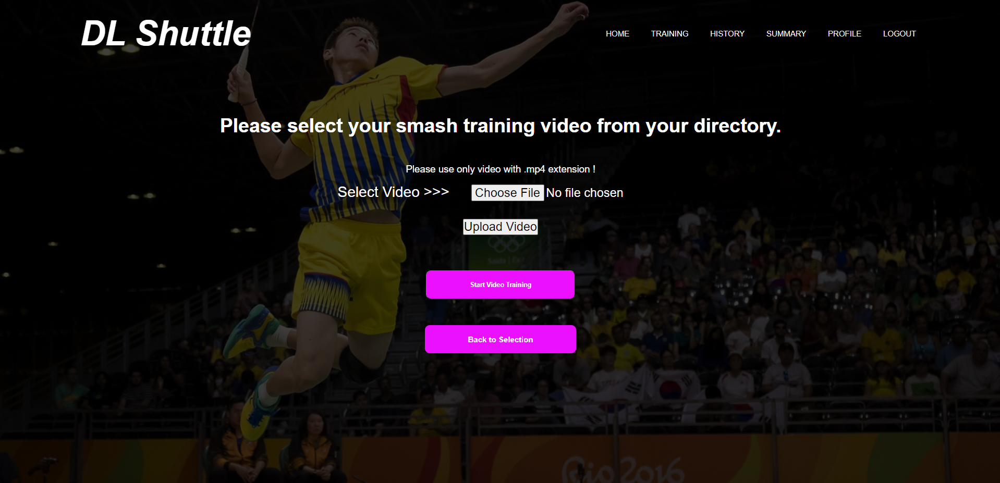 DL Shuttle
HOME TRAINING HISTORY SUMMARY PROFILE LOGOUT
Please select your smash training video from your directory.
Please use only video with .mp4 extension !
Select Video >>> Choose File No file chosen
Upload Video
Start Video Training
Back to Selection
Rio2016